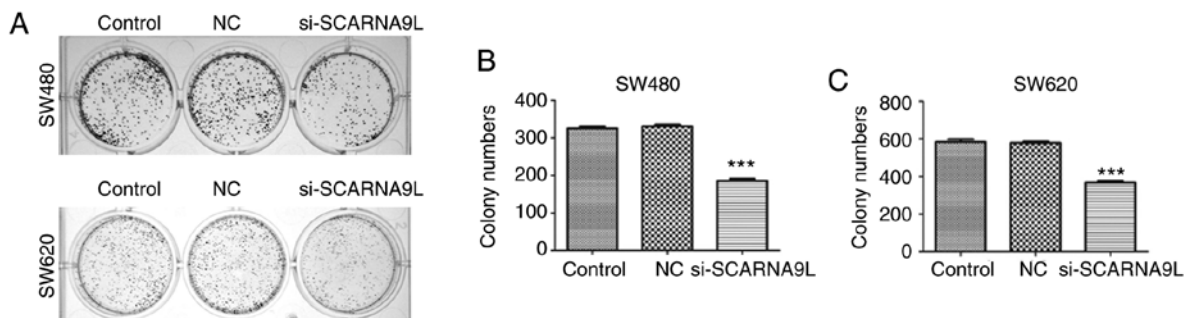 A
Control NC si-SCARNA9L
SW480
Control NC si-SCARNA9L
SW620
B
SW480
Colony numbers
400
300
200
100
0
***
Control NC si-SCARNA9L
C
SW620
Colony numbers
800
600
400
200
0
***
Control NC si-SCARNA9L